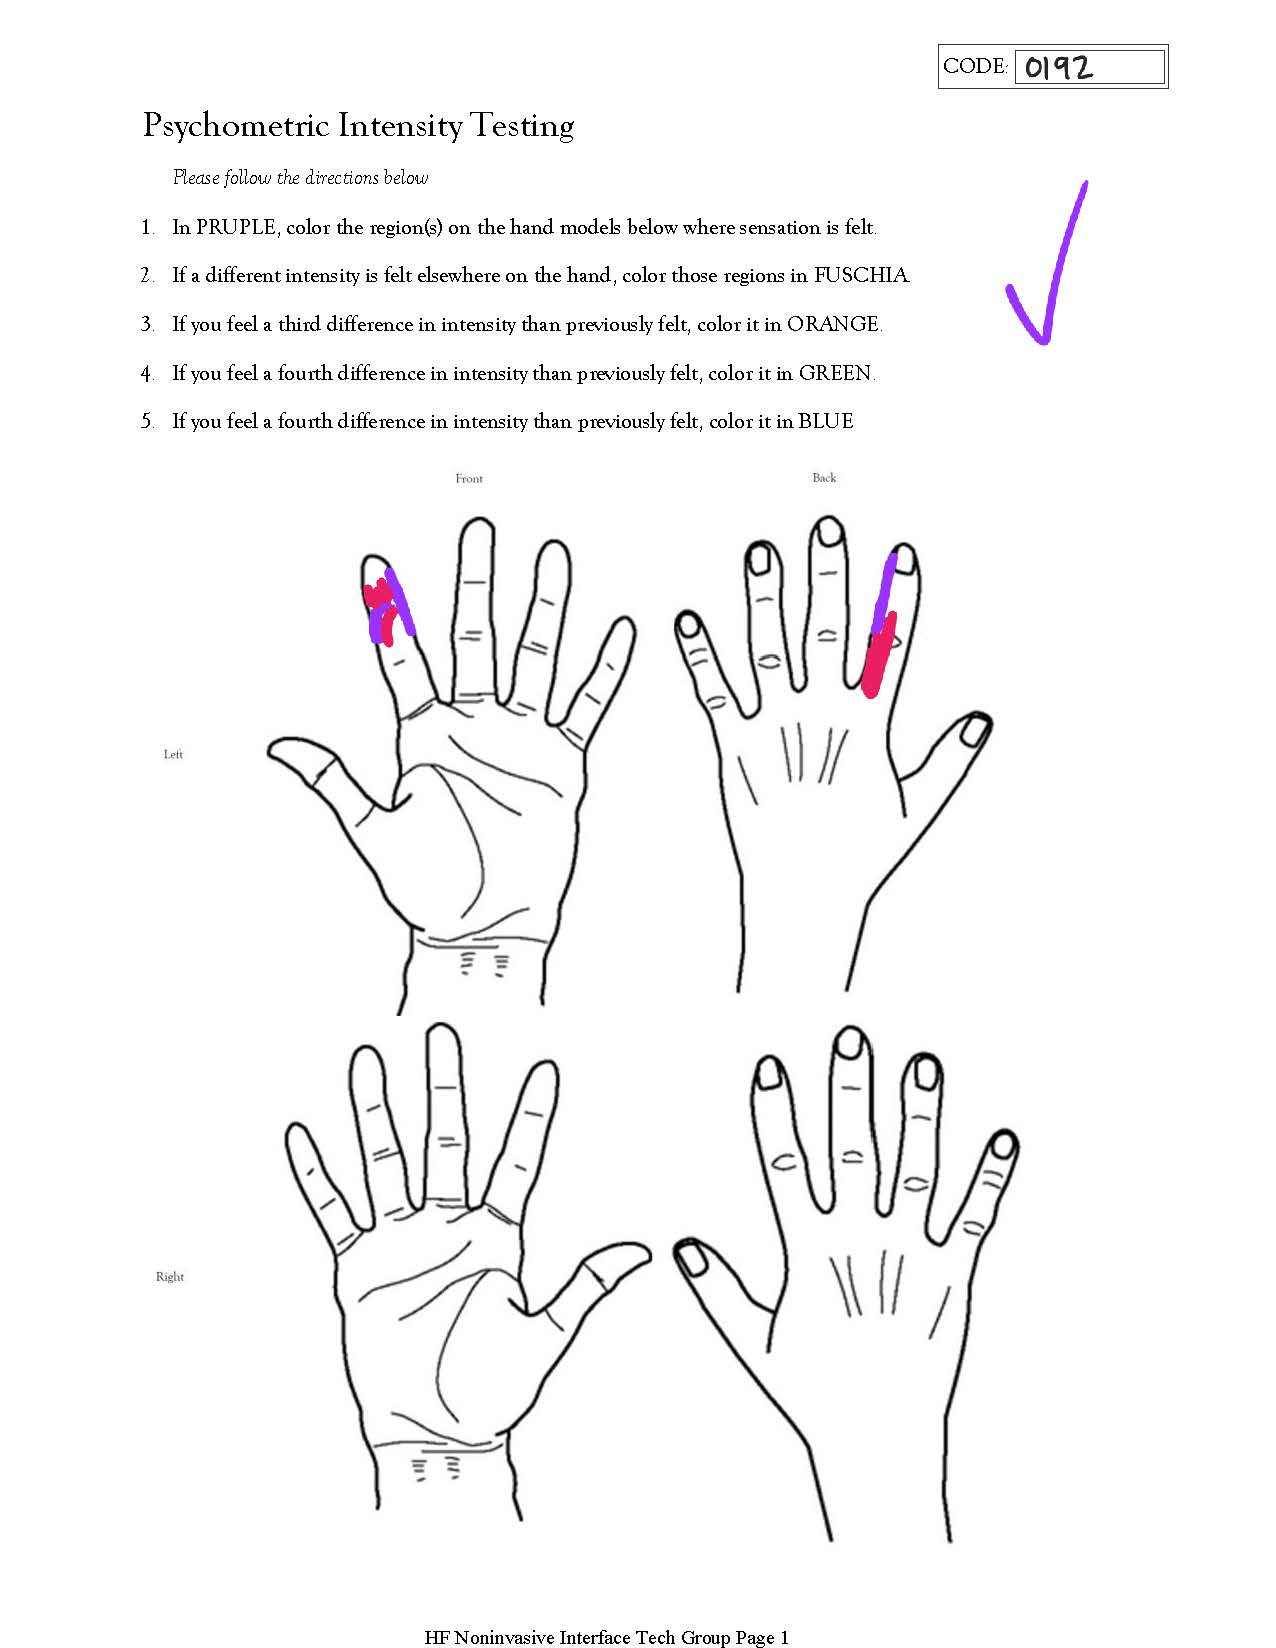 CODE: 0192
Psychometric Intensity Testing
Please follow the directions below
1. In PRUPLE, color the region(s) on the hand models below where sensation is felt.
2. If a different intensity is felt elsewhere on the hand, color those regions in FUSCHIA.
3. If you feel a third difference in intensity than previously felt, color it in ORANGE.
4. If you feel a fourth difference in intensity than previously felt, color it in GREEN.
5. If you feel a fourth difference in intensity than previously felt, color it in BLUE
Front Back
Left
Right
HF Noninvasive Interface Tech Group Page 1